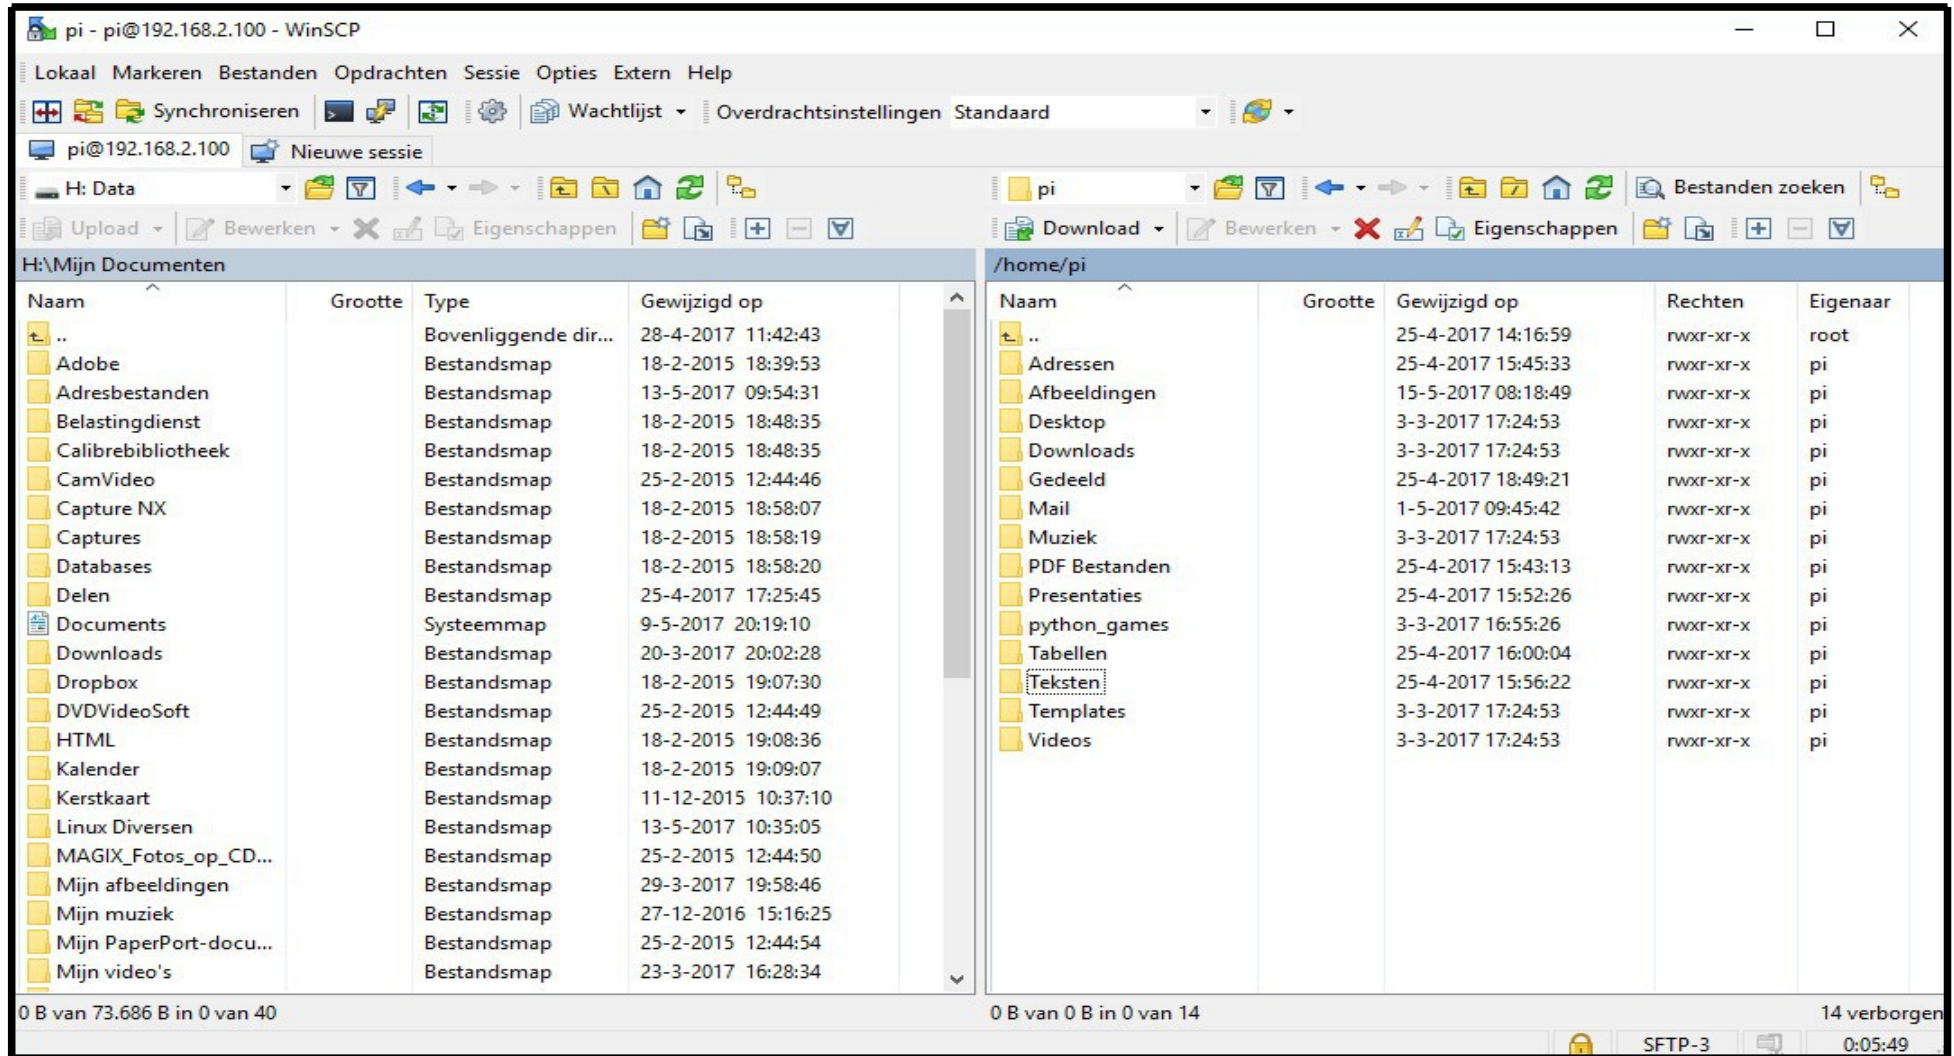 pi - pi@192.168.2.100 - WinSCP
Lokaal Markeren Bestanden Opdrachten Sessie Opties Extern Help
Synchroniseren Wachtlijst Overdrachtsinstellingen Standaard
pi@192.168.2.100 Nieuwe sessie
H: Data
Upload Bewerken Eigenschappen
H:\Mijn Documenten
Naam Grootte Type Gewijzigd op
.. Bovenliggende dir... 28-4-2017 11:42:43
Adobe Bestandsmap 18-2-2015 18:39:53
Adresbestanden Bestandsmap 13-5-2017 09:54:31
Belastingdienst Bestandsmap 18-2-2015 18:48:35
Calibrebibliotheek Bestandsmap 18-2-2015 18:48:35
CamVideo Bestandsmap 25-2-2015 12:44:46
Capture NX Bestandsmap 18-2-2015 18:58:07
Captures Bestandsmap 18-2-2015 18:58:19
Databases Bestandsmap 18-2-2015 18:58:20
Delen Bestandsmap 25-4-2017 17:25:45
Documents Systeemmap 9-5-2017 20:19:10
Downloads Bestandsmap 20-3-2017 20:02:28
Dropbox Bestandsmap 18-2-2015 19:07:30
DVDVideoSoft Bestandsmap 25-2-2015 12:44:49
HTML Bestandsmap 18-2-2015 19:08:36
Kalender Bestandsmap 18-2-2015 19:09:07
Kerstkaart Bestandsmap 11-12-2015 10:37:10
Linux Diversen Bestandsmap 13-5-2017 10:35:05
MAGIX_Fotos_op_CD... Bestandsmap 25-2-2015 12:44:50
Mijn afbeeldingen Bestandsmap 29-3-2017 19:58:46
Mijn muziek Bestandsmap 27-12-2016 15:16:25
Mijn PaperPort-docu... Bestandsmap 25-2-2015 12:44:54
Mijn video's Bestandsmap 23-3-2017 16:28:34
0 B van 73.686 B in 0 van 40
pi Bestanden zoeken
Download Bewerken Eigenschappen
/home/pi
Naam Grootte Gewijzigd op Rechten Eigenaar
.. 25-4-2017 14:16:59 rwxr-xr-x root
Adressen 25-4-2017 15:45:33 rwxr-xr-x pi
Afbeeldingen 15-5-2017 08:18:49 rwxr-xr-x pi
Desktop 3-3-2017 17:24:53 rwxr-xr-x pi
Downloads 3-3-2017 17:24:53 rwxr-xr-x pi
Gedeeld 25-4-2017 18:49:21 rwxr-xr-x pi
Mail 1-5-2017 09:45:42 rwxr-xr-x pi
Muziek 3-3-2017 17:24:53 rwxr-xr-x pi
PDF Bestanden 25-4-2017 15:43:13 rwxr-xr-x pi
Presentaties 25-4-2017 15:52:26 rwxr-xr-x pi
python_games 3-3-2017 16:55:26 rwxr-xr-x pi
Tabellen 25-4-2017 16:00:04 rwxr-xr-x pi
Teksten 25-4-2017 15:56:22 rwxr-xr-x pi
Templates 3-3-2017 17:24:53 rwxr-xr-x pi
Videos 3-3-2017 17:24:53 rwxr-xr-x pi
0 B van 0 B in 0 van 14 14 verborgen
SFTP-3 0:05:49